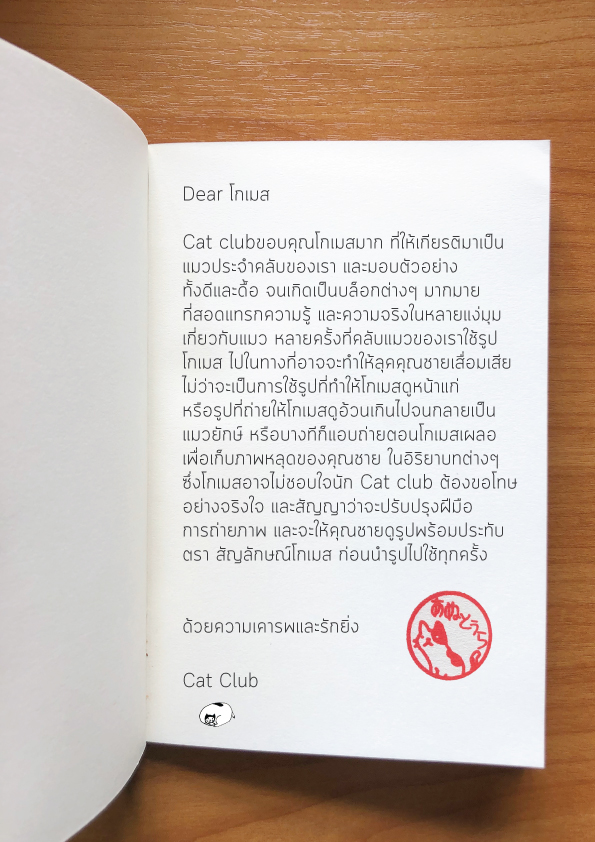 Dear โกเมส
Cat clubขอบคุณโกเมสมาก ที่ให้เกียรติมาเป็น
แมวประจำคลับของเรา และมอบตัวอย่าง
ทั้งดีและดื้อ จนเกิดเป็นบล็อกต่างๆ มากมาย
ที่สอดแทรกความรู้ และความจริงในหลายแง่มุม
เกี่ยวกับแมว หลายครั้งที่คลับแมวของเราใช้รูป
โกเมส ไปในทางที่อาจจะทำให้ลุคคุณชายเสื่อมเสีย
ไม่ว่าจะเป็นการใช้รูปที่ทำให้โกเมสดูหน้าแก่
หรือรูปที่ถ่ายให้โกเมสดูอ้วนเกินไปจนกลายเป็น
แมวยักษ์ หรือบางทีก็แอบถ่ายตอนโกเมสเผลอ
เพื่อเก็บภาพหลุดของคุณชาย ในอิริยาบทต่างๆ
ซึ่งโกเมสอาจไม่ชอบใจนัก Cat club ต้องขอโทษ
อย่างจริงใจ และสัญญาว่าจะปรับปรุงฝีมือ
การถ่ายภาพ และจะให้คุณชายดูรูปพร้อมประทับ
ตรา สัญลักษณ์โกเมส ก่อนนำรูปไปใช้ทุกครั้ง
ด้วยความเคารพและรักยิ่ง
Cat Club